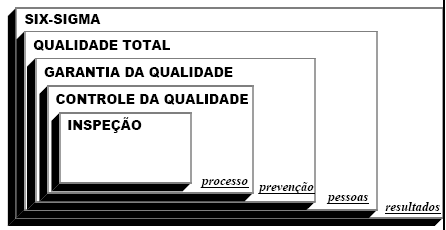 SIX-SIGMA
QUALIDADE TOTAL
GARANTIA DA QUALIDADE
CONTROLE DA QUALIDADE
INSPEÇÃO
processo
prevenção
pessoas
resultados